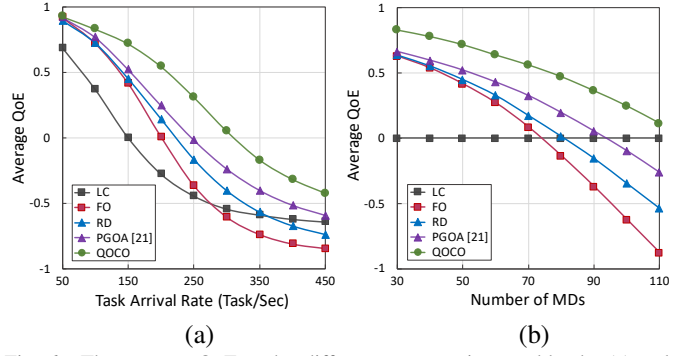 1
0.5
0
-0.5
-1
Average QoE
LC
FO
RD
PGOA [21]
QOCO
50 100 150 200 250 300 350 400 450
Task Arrival Rate (Task/Sec)
(a)
1
0.5
0
-0.5
-1
Average QoE
LC
FO
RD
PGOA [21]
QOCO
30 50 70 90 110
Number of MDs
(b)